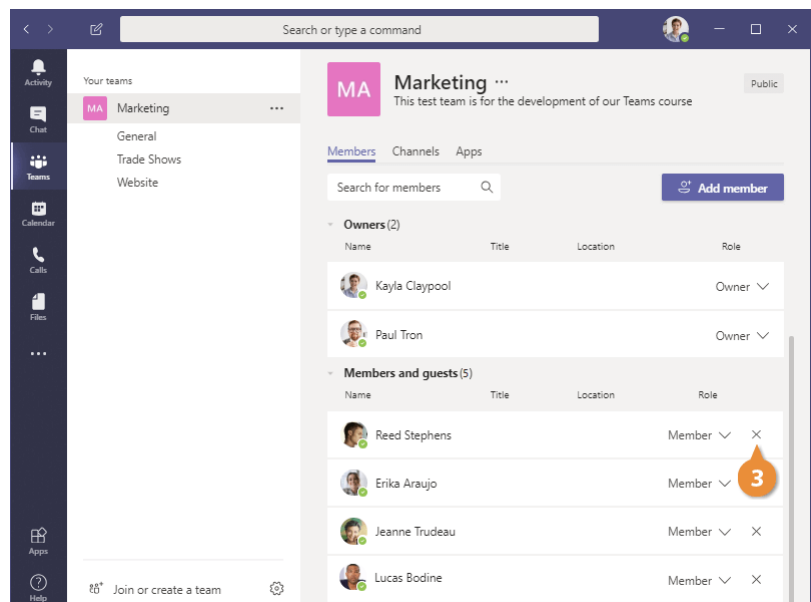 Search or type a command
Activity
Chat
Teams
Calendar
Calls
Files
Apps
Help
Your teams
MA Marketing
General
Trade Shows
Website
Join or create a team
MA
Marketing
This test team is for the development of our Teams course
Public
Members Channels Apps
Search for members
Add member
Owners (2)
Name Title Location Role
Kayla Claypool Owner
Paul Tron Owner
Members and guests (5)
Name Title Location Role
Reed Stephens Member
3
Erika Araujo Member
Jeanne Trudeau Member
Lucas Bodine Member